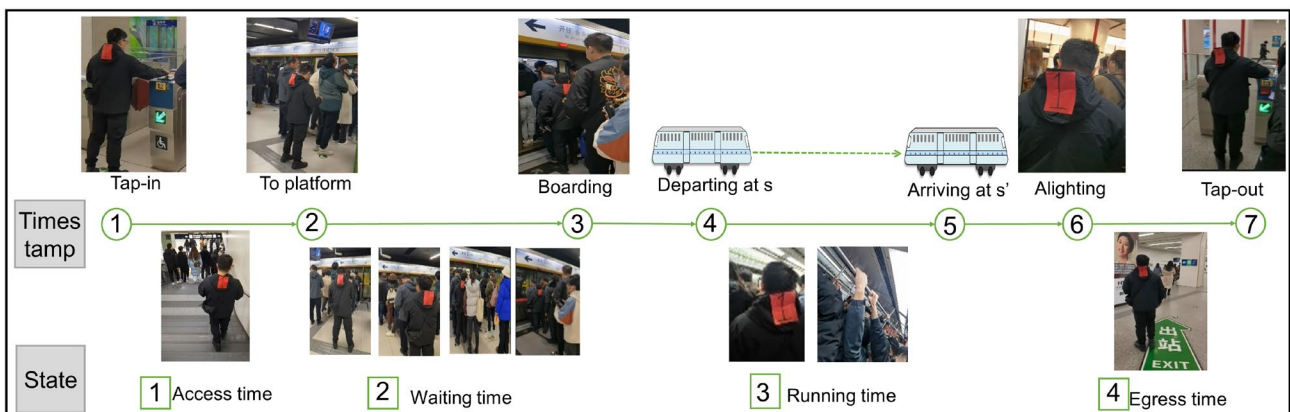 Tap-in
To platform
Boarding
Departing at s
Arriving at s'
Alighting
Tap-out
Times
tamp
1
2
3
4
5
6
7
出
站
EXIT
State
1 Access time
2 Waiting time
3 Running time
4 Egress time